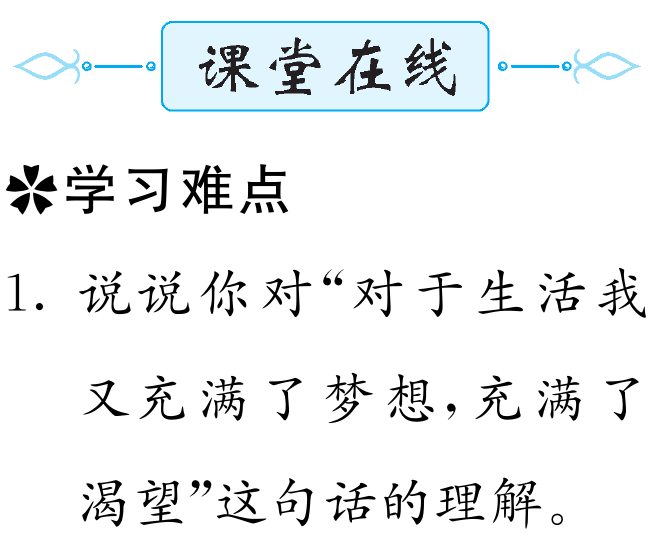 课堂在线
学习难点
1. 说说你对“对于生活我
又充满了梦想,充满了
渴望”这句话的理解。